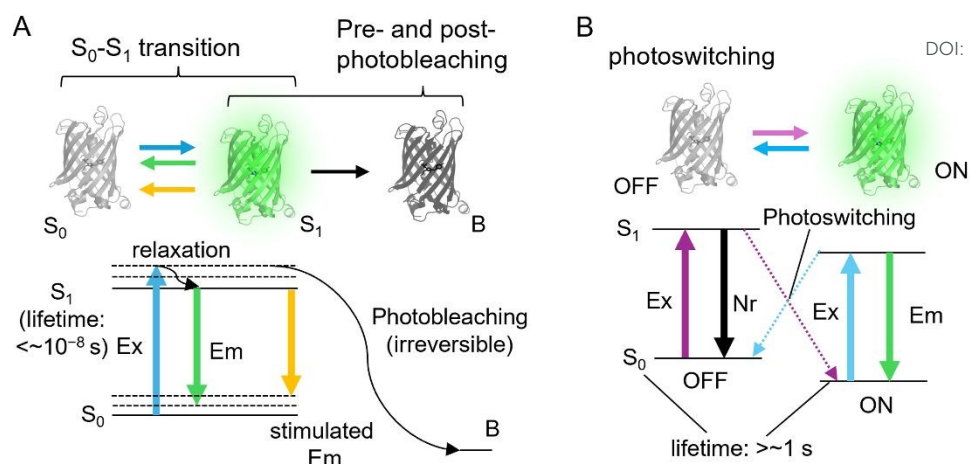 A
S₀-S₁ transition
Pre- and post-
photobleaching
S₀
S₁
B
relaxation
S₁
(lifetime:
<~10⁻⁸ s)
Ex
Em
Photobleaching
(irreversible)
S₀
stimulated
Em
B
B
DOI:
photoswitching
OFF
ON
Photoswitching
S₁
Ex
Nr
Ex
Em
S₀
OFF
ON
lifetime: >~1 s